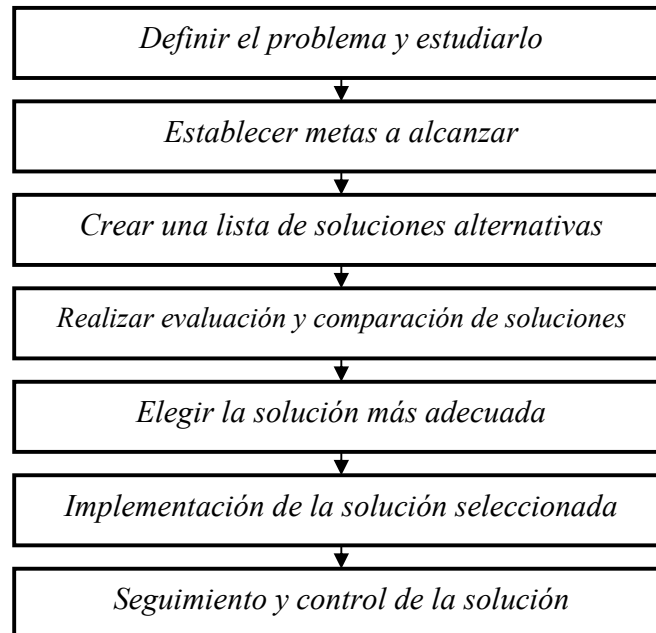 Definir el problema y estudiarlo
Establecer metas a alcanzar
Crear una lista de soluciones alternativas
Realizar evaluación y comparación de soluciones
Elegir la solución más adecuada
Implementación de la solución seleccionada
Seguimiento y control de la solución